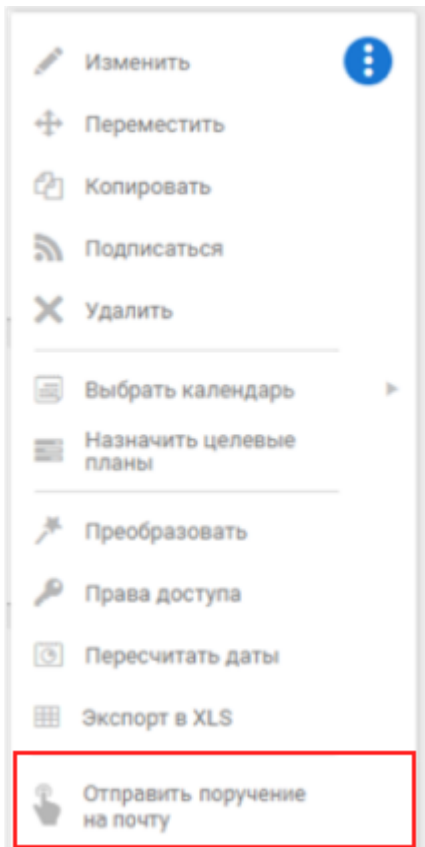 Изменить
Переместить
Копировать
Подписаться
Удалить
Выбрать календарь
Назначить целевые
планы
Преобразовать
Права доступа
Пересчитать даты
Экспорт в XLS
Отправить поручение
на почту